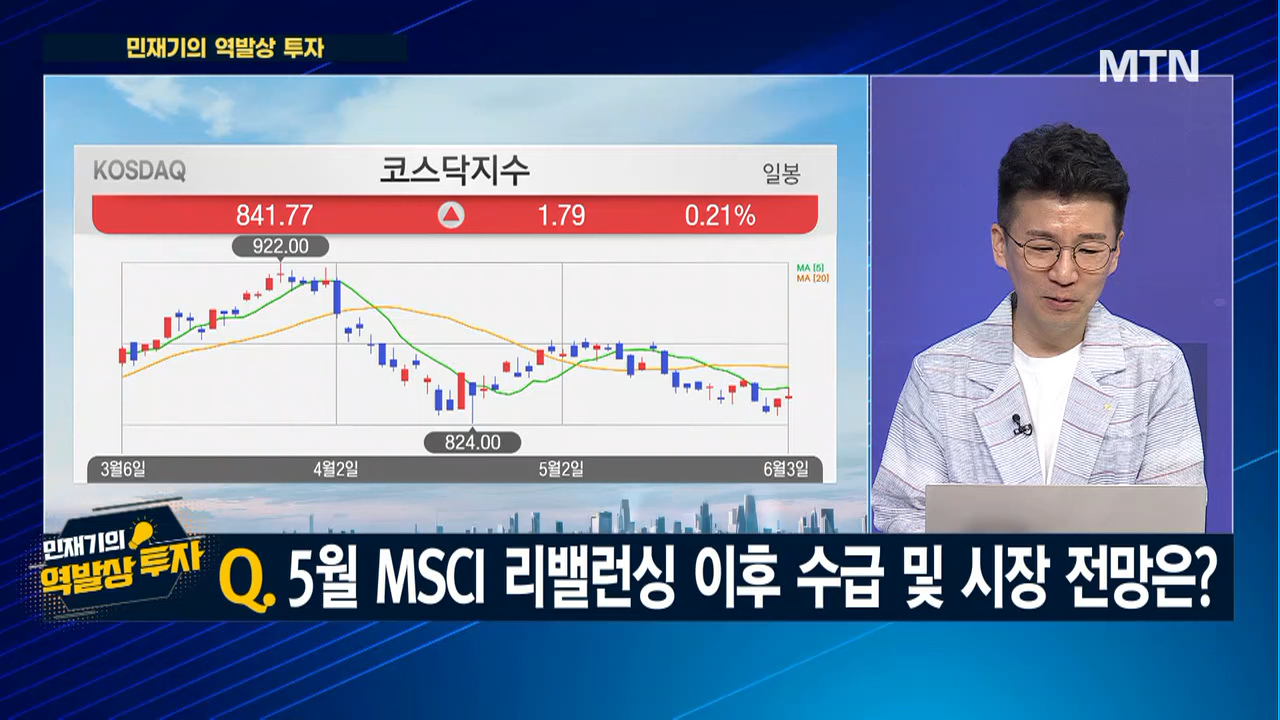 민재기의 역발상 투자
MTN
KOSDAQ 코스닥지수 일봉
841.77 1.79 0.21%
922.00
MA [5]
MA [20]
824.00
3월6일 4월2일 5월2일 6월3일
민재기의
역발상 투자
Q. 5월 MSCI 리밸런싱 이후 수급 및 시장 전망은?